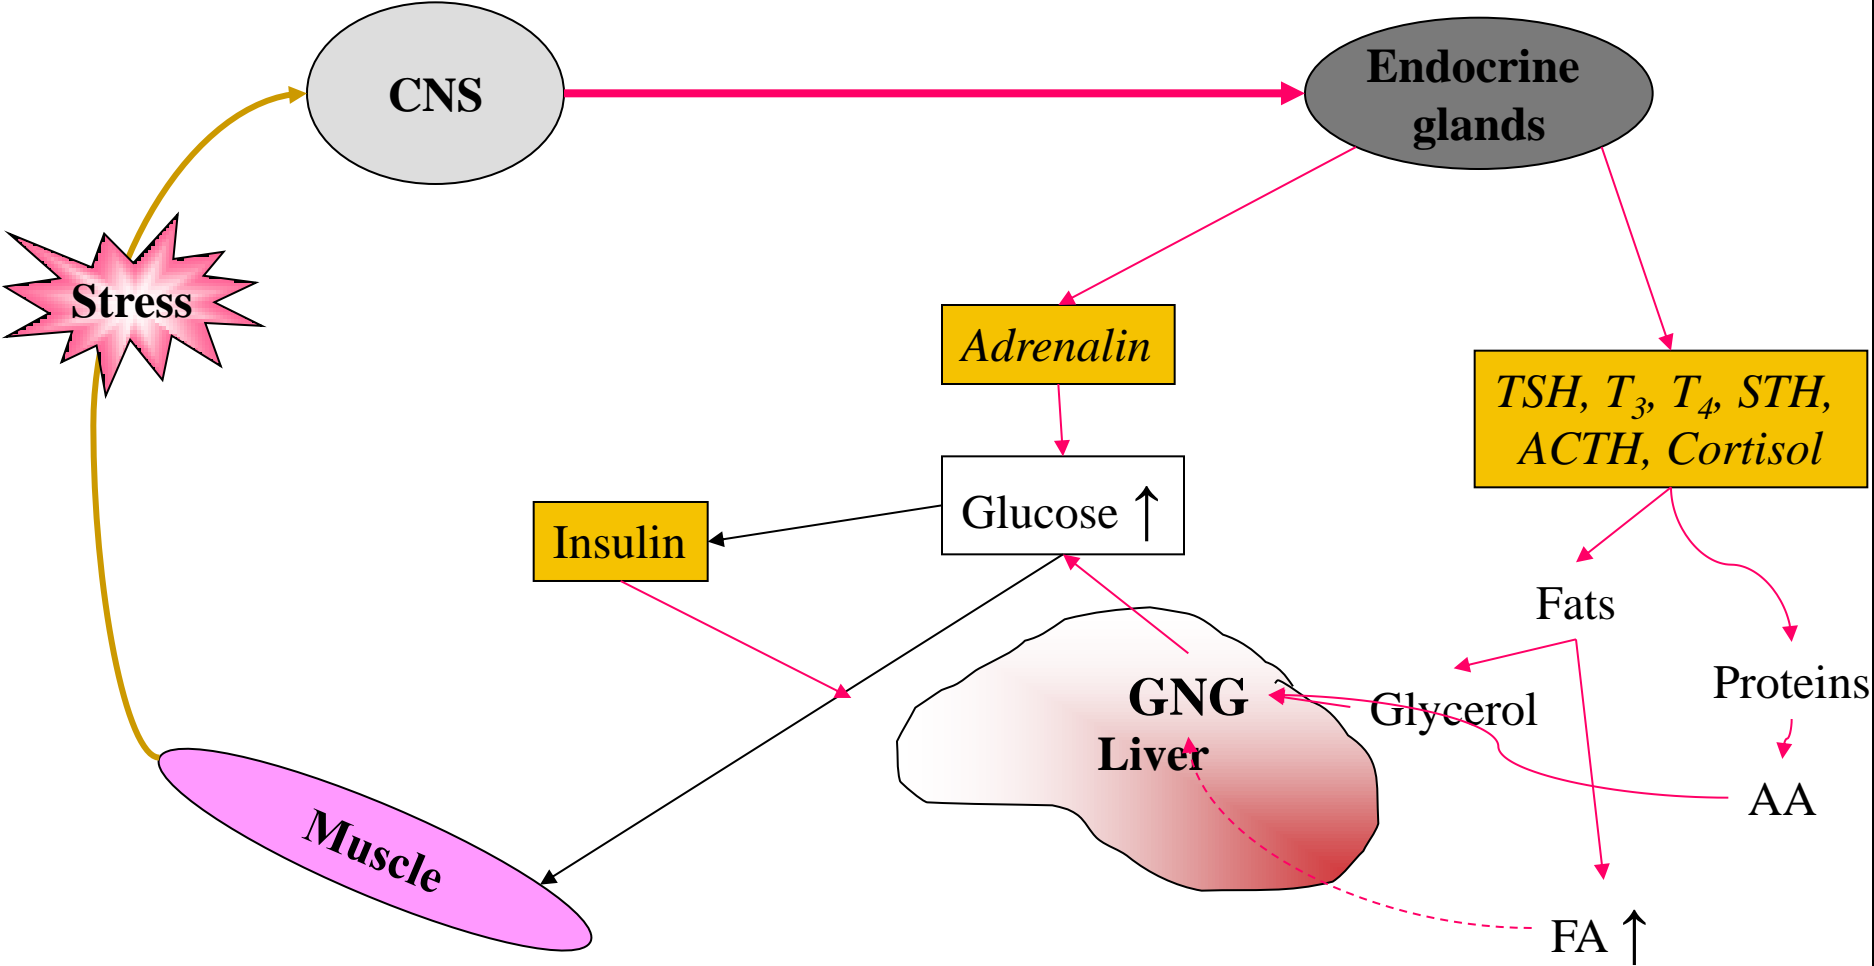 CNS
Endocrine
glands
Stress
Adrenalin
TSH, T₃, T₄, STH,
ACTH, Cortisol
Glucose ↑
Insulin
Fats
Proteins
GNG
Glycerol
Liver
AA
Muscle
FA ↑